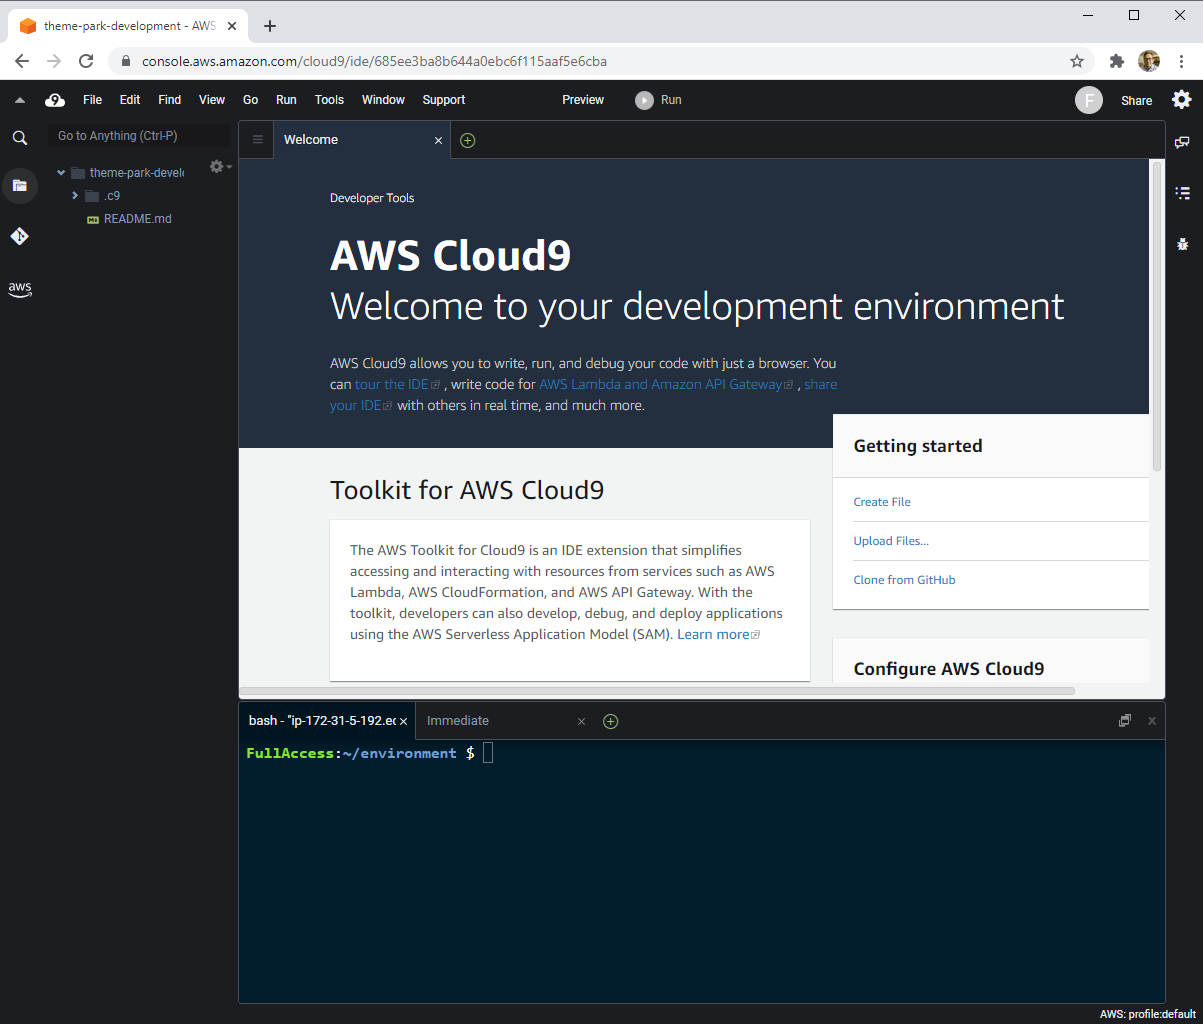 theme-park-development - AWS
console.aws.amazon.com/cloud9/ide/685ee3ba8b644a0ebc6f115aaf5e6cba
9 File Edit Find View Go Run Tools Window Support Preview Run F Share
Go to Anything (Ctrl-P)
Welcome
theme-park-develo
.c9
README.md
aws
Developer Tools
AWS Cloud9
Welcome to your development environment
AWS Cloud9 allows you to write, run, and debug your code with just a browser. You
can tour the IDE , write code for AWS Lambda and Amazon API Gateway , share
your IDE with others in real time, and much more.
Toolkit for AWS Cloud9
The AWS Toolkit for Cloud9 is an IDE extension that simplifies
accessing and interacting with resources from services such as AWS
Lambda, AWS CloudFormation, and AWS API Gateway. With the
toolkit, developers can also develop, debug, and deploy applications
using the AWS Serverless Application Model (SAM). Learn more
Getting started
Create File
Upload Files...
Clone from GitHub
Configure AWS Cloud9
bash - "ip-172-31-5-192.ec
Immediate
FullAccess:~/environment $
AWS: profile:default